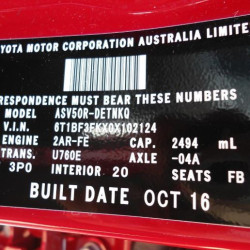 YOTA MOTOR CORPORATION AUSTRALIA LIMITE
RESPONDENCE MUST BEAR THESE NUMBERS
MODEL ASV50R-DETNKQ
V.I.N. 6T1BF3FKX0X102124
ENGINE 2AR-FE CAP. 2494 mL
TRANS. U760E AXLE -04A
3P0 INTERIOR 20 SEATS FB
BUILT DATE OCT 16